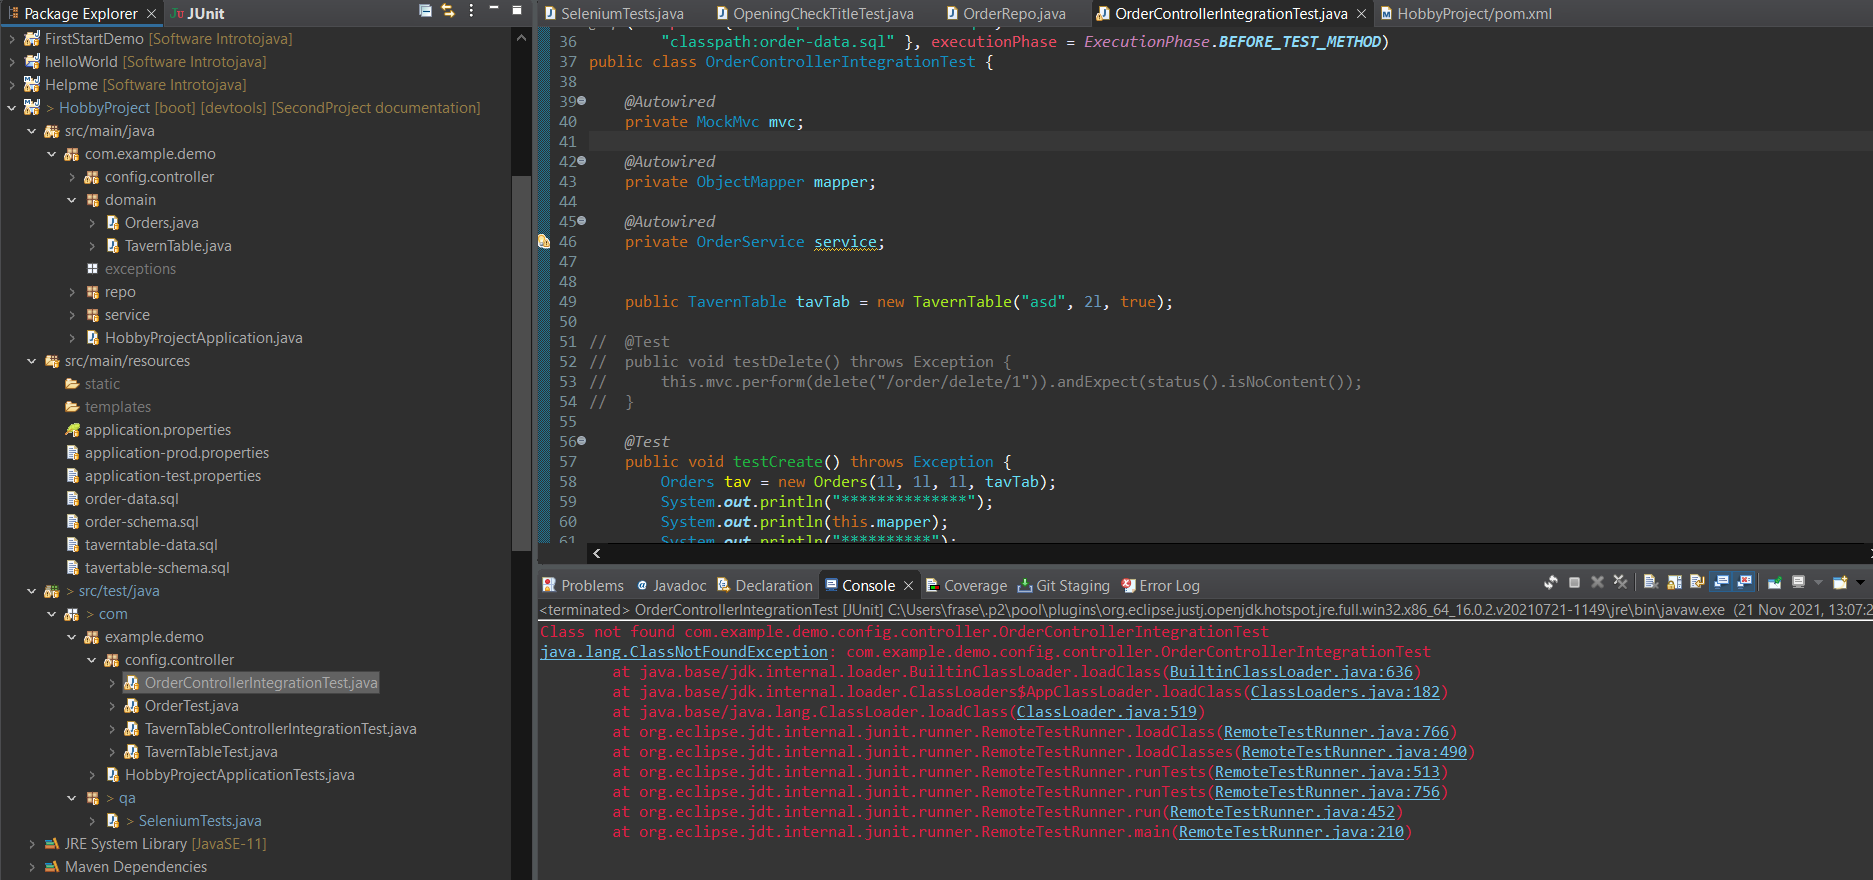 Package Explorer
JUnit
FirstStartDemo [Software Introtojava]
helloWorld [Software Introtojava]
Helpme [Software Introtojava]
> HobbyProject [boot] [devtools] [SecondProject documentation]
src/main/java
com.example.demo
config.controller
domain
Orders.java
TavernTable.java
exceptions
repo
service
HobbyProjectApplication.java
src/main/resources
static
templates
application.properties
application-prod.properties
application-test.properties
order-data.sql
order-schema.sql
taverntable-data.sql
tavertable-schema.sql
> src/test/java
> com
example.demo
config.controller
OrderControllerIntegrationTest.java
OrderTest.java
TavernTableControllerIntegrationTest.java
TavernTableTest.java
HobbyProjectApplicationTests.java
> qa
> SeleniumTests.java
JRE System Library [JavaSE-11]
Maven Dependencies
SeleniumTests.java
OpeningCheckTitleTest.java
OrderRepo.java
OrderControllerIntegrationTest.java
HobbyProject/pom.xml
36 "classpath:order-data.sql" }, executionPhase = ExecutionPhase.BEFORE_TEST_METHOD)
37 public class OrderControllerIntegrationTest {
38
39 @Autowired
40 private MockMvc mvc;
41
42 @Autowired
43 private ObjectMapper mapper;
44
45 @Autowired
46 private OrderService service;
47
48
49 public TavernTable tavTab = new TavernTable("asd", 2l, true);
50
51 // @Test
52 // public void testDelete() throws Exception {
53 // this.mvc.perform(delete("/order/delete/1")).andExpect(status().isNoContent());
54 // }
55
56 @Test
57 public void testCreate() throws Exception {
58 Orders tav = new Orders(1l, 1l, 1l, tavTab);
59 System.out.println("**************");
60 System.out.println(this.mapper);
61 System.out.println("**********");
Problems
@ Javadoc
Declaration
Console
Coverage
Git Staging
Error Log
<terminated> OrderControllerIntegrationTest [JUnit] C:\Users\frase\.p2\pool\plugins\org.eclipse.justj.openjdk.hotspot.jre.full.win32.x86_64_16.0.2.v20210721-1149\jre\bin\javaw.exe (21 Nov 2021, 13:07:2
Class not found com.example.demo.config.controller.OrderControllerIntegrationTest
java.lang.ClassNotFoundException: com.example.demo.config.controller.OrderControllerIntegrationTest
at java.base/jdk.internal.loader.BuiltinClassLoader.loadClass(BuiltinClassLoader.java:636)
at java.base/jdk.internal.loader.ClassLoaders$AppClassLoader.loadClass(ClassLoaders.java:182)
at java.base/java.lang.ClassLoader.loadClass(ClassLoader.java:519)
at org.eclipse.jdt.internal.junit.runner.RemoteTestRunner.loadClass(RemoteTestRunner.java:766)
at org.eclipse.jdt.internal.junit.runner.RemoteTestRunner.loadClasses(RemoteTestRunner.java:490)
at org.eclipse.jdt.internal.junit.runner.RemoteTestRunner.runTests(RemoteTestRunner.java:513)
at org.eclipse.jdt.internal.junit.runner.RemoteTestRunner.runTests(RemoteTestRunner.java:756)
at org.eclipse.jdt.internal.junit.runner.RemoteTestRunner.run(RemoteTestRunner.java:452)
at org.eclipse.jdt.internal.junit.runner.RemoteTestRunner.main(RemoteTestRunner.java:210)